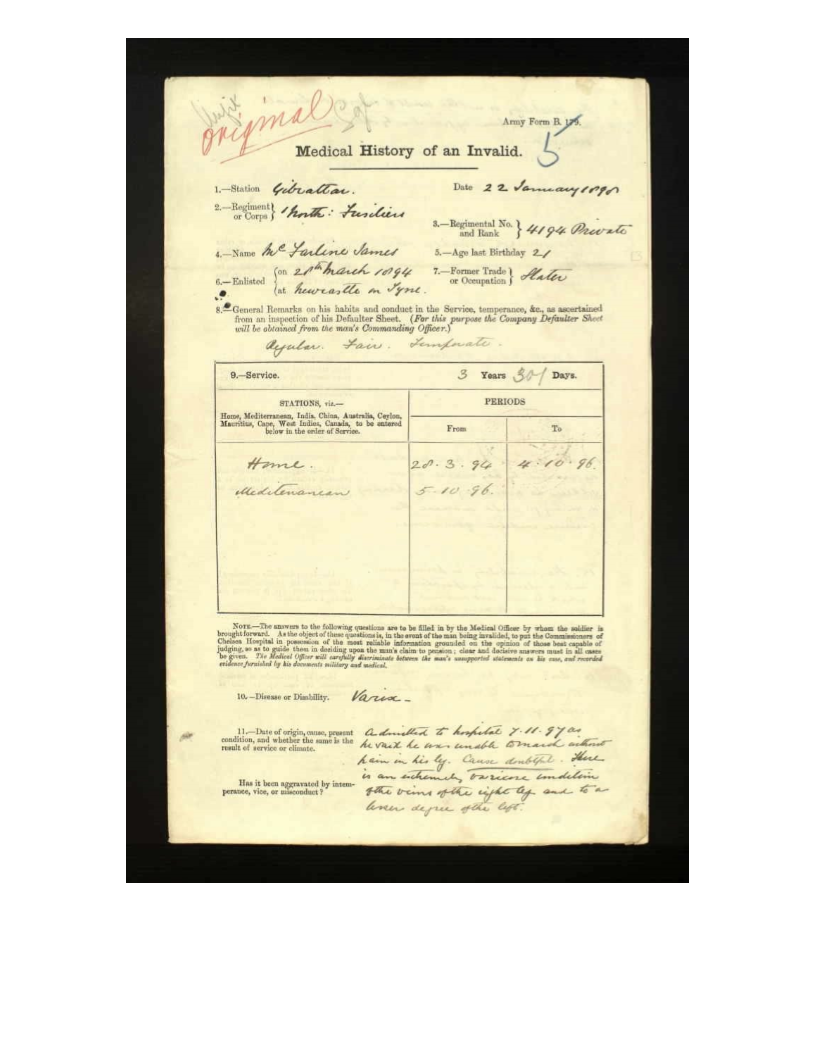 original
Army Form B. 179.
5
Medical History of an Invalid.
1.—Station Gibraltar.
Date 22 January 1898
2.—Regiment or Corps } 1 North: Fusiliers
3.—Regimental No. and Rank } 4194 Private
4.—Name McFarline James
5.—Age last Birthday 21
6.—Enlisted { on 28th March 1894
{ at Newcastle on Tyne.
7.—Former Trade or Occupation } Slater
8.—General Remarks on his habits and conduct in the Service, temperance, &c., as ascertained
from an inspection of his Defaulter Sheet. (For this purpose the Company Defaulter Sheet
will be obtained from the man's Commanding Officer.)
Regular. Fair. Temperate.
9.—Service. 3 Years 301 Days.
STATIONS, viz.—
Home, Mediterranean, India, China, Australia, Ceylon,
Mauritius, Cape, West Indies, Canada, to be entered
below in the order of Service.
PERIODS
From To
Home. 28.3.94 4.10.96.
Mediterranean 5.10.96.
NOTE.—The answers to the following questions are to be filled in by the Medical Officer by whom the soldier is
brought forward. As the object of these questions is, in the event of the man being invalided, to put the Commissioners of
Chelsea Hospital in possession of the most reliable information grounded on the opinion of those best capable of
judging, so as to guide them in deciding upon the man's claim to pension; clear and decisive answers must in all cases
be given. The Medical Officer will carefully discriminate between the man's unsupported statements on his case, and recorded
evidence furnished by his documents military and medical.
10.—Disease or Disability. Varix—
11.—Date of origin, cause, present
condition, and whether the same is the
result of service or climate.
Has it been aggravated by intem-
perance, vice, or misconduct?
Admitted to hospital 7.11.97 as
he said he was unable to march without
pain in his leg. Cause doubtful. There
is an extremely varicose condition
of the veins of the right leg and to a
lesser degree of the left.